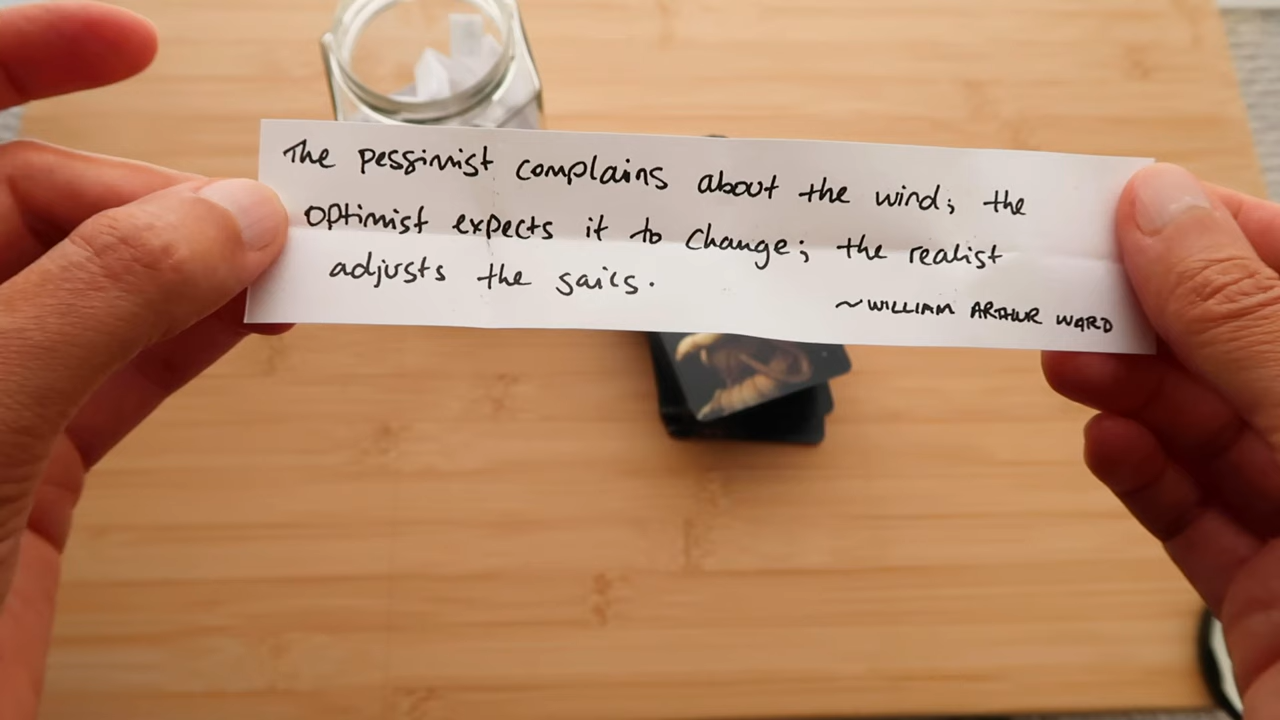 The pessimist complains about the wind; the
optimist expects it to change; the realist
adjusts the sails.
~WILLIAM ARTHUR WARD